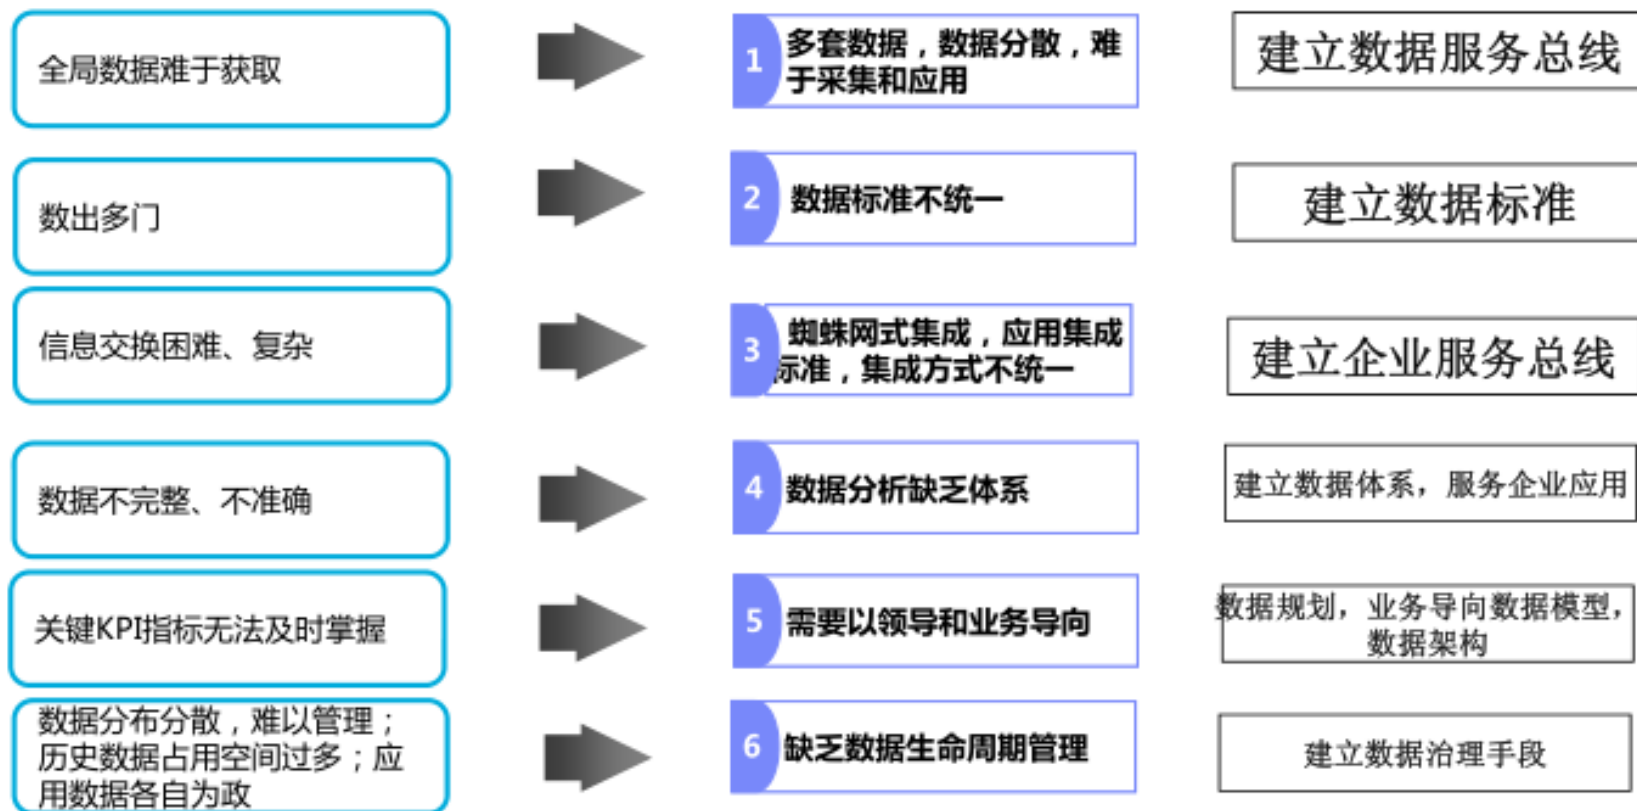 全局数据难于获取
1
多套数据，数据分散，难
于采集和应用
建立数据服务总线
数出多门
2
数据标准不统一
建立数据标准
信息交换困难、复杂
3
蜘蛛网式集成，应用集成
标准，集成方式不统一
建立企业服务总线
数据不完整、不准确
4
数据分析缺乏体系
建立数据体系，服务企业应用
关键KPI指标无法及时掌握
5
需要以领导和业务导向
数据规划，业务导向数据模型，
数据架构
数据分布分散，难以管理；
历史数据占用空间过多；应
用数据各自为政
6
缺乏数据生命周期管理
建立数据治理手段